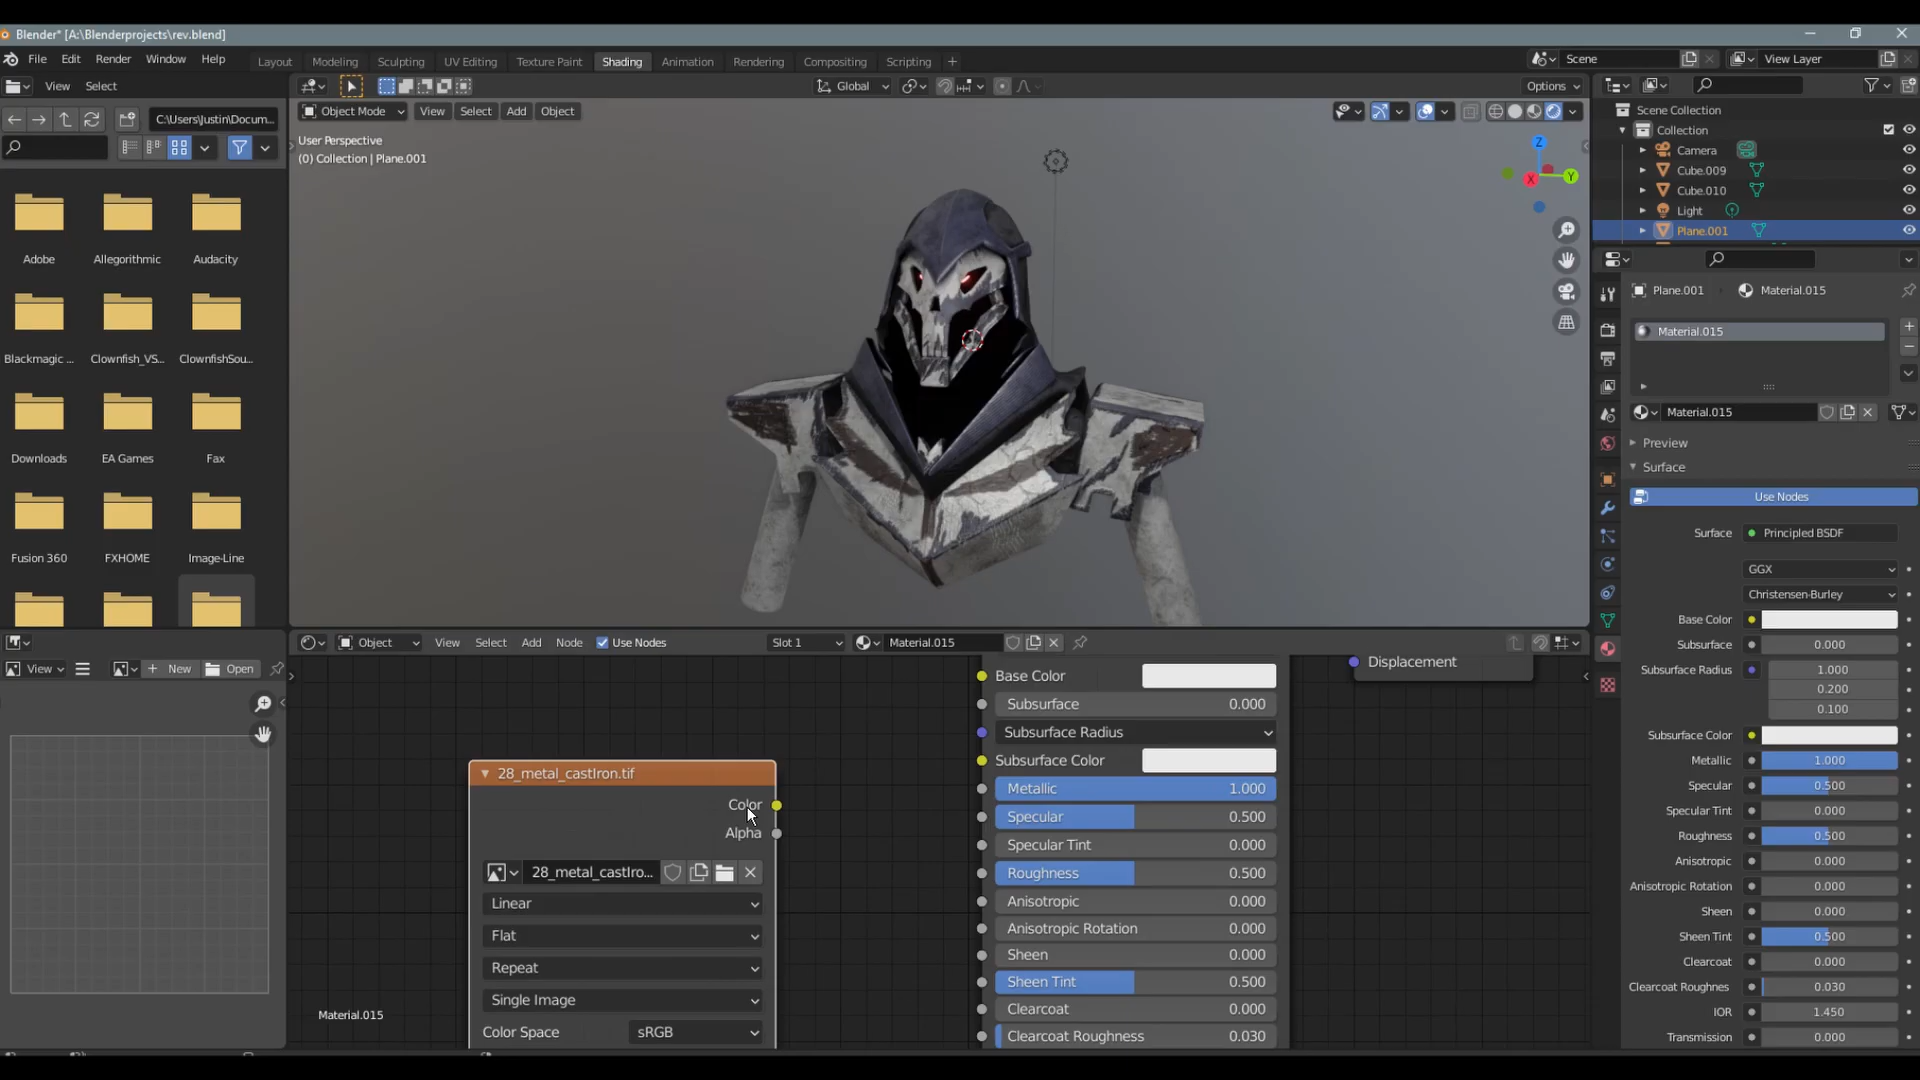 Blender* [A:\Blenderprojects\rev.blend]
File Edit Render Window Help
Layout Modeling Sculpting UV Editing Texture Paint Shading Animation Rendering Compositing Scripting +
Scene
View Layer
View Select
Global
Options
C:\Users\Justin\Docum...
Object Mode View Select Add Object
User Perspective
(0) Collection | Plane.001
Z
Y
X
Adobe Allegorithmic Audacity
Blackmagic ... Clownfish_VS... ClownfishSou...
Downloads EA Games Fax
Fusion 360 FXHOME Image-Line
Scene Collection
Collection
Camera
Cube.009
Cube.010
Light
Plane.001
Plane.001 Material.015
Material.015
Material.015
Preview
Surface
Use Nodes
Surface Principled BSDF
GGX
Christensen-Burley
Base Color
Subsurface 0.000
Subsurface Radius 1.000
0.200
0.100
Subsurface Color
Metallic 1.000
Specular 0.500
Specular Tint 0.000
Roughness 0.500
Anisotropic 0.000
Anisotropic Rotation 0.000
Sheen 0.000
Sheen Tint 0.500
Clearcoat 0.000
Clearcoat Roughnes 0.030
IOR 1.450
Transmission 0.000
View + New Open
Object View Select Add Node Use Nodes Slot 1 Material.015
Displacement
Base Color
Subsurface 0.000
Subsurface Radius
Subsurface Color
Metallic 1.000
Specular 0.500
Specular Tint 0.000
Roughness 0.500
Anisotropic 0.000
Anisotropic Rotation 0.000
Sheen 0.000
Sheen Tint 0.500
Clearcoat 0.000
Clearcoat Roughness 0.030
28_metal_castIron.tif
Color
Alpha
28_metal_castIro...
Linear
Flat
Repeat
Single Image
Color Space sRGB
Material.015